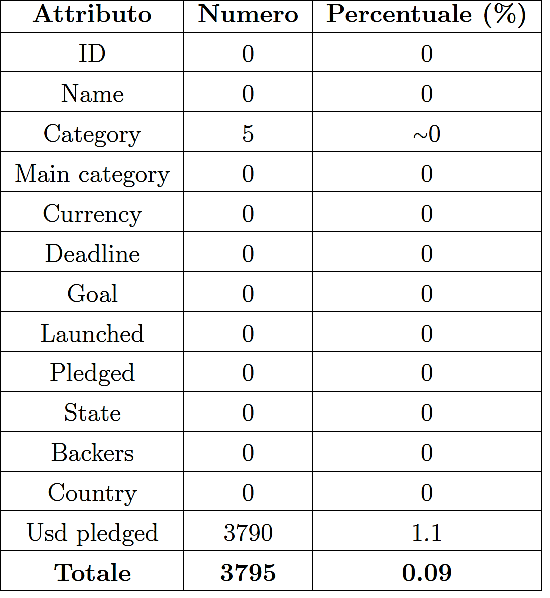 Attributo Numero Percentuale (%)
ID 0 0
Name 0 0
Category 5 ~0
Main category 0 0
Currency 0 0
Deadline 0 0
Goal 0 0
Launched 0 0
Pledged 0 0
State 0 0
Backers 0 0
Country 0 0
Usd pledged 3790 1.1
Totale 3795 0.09